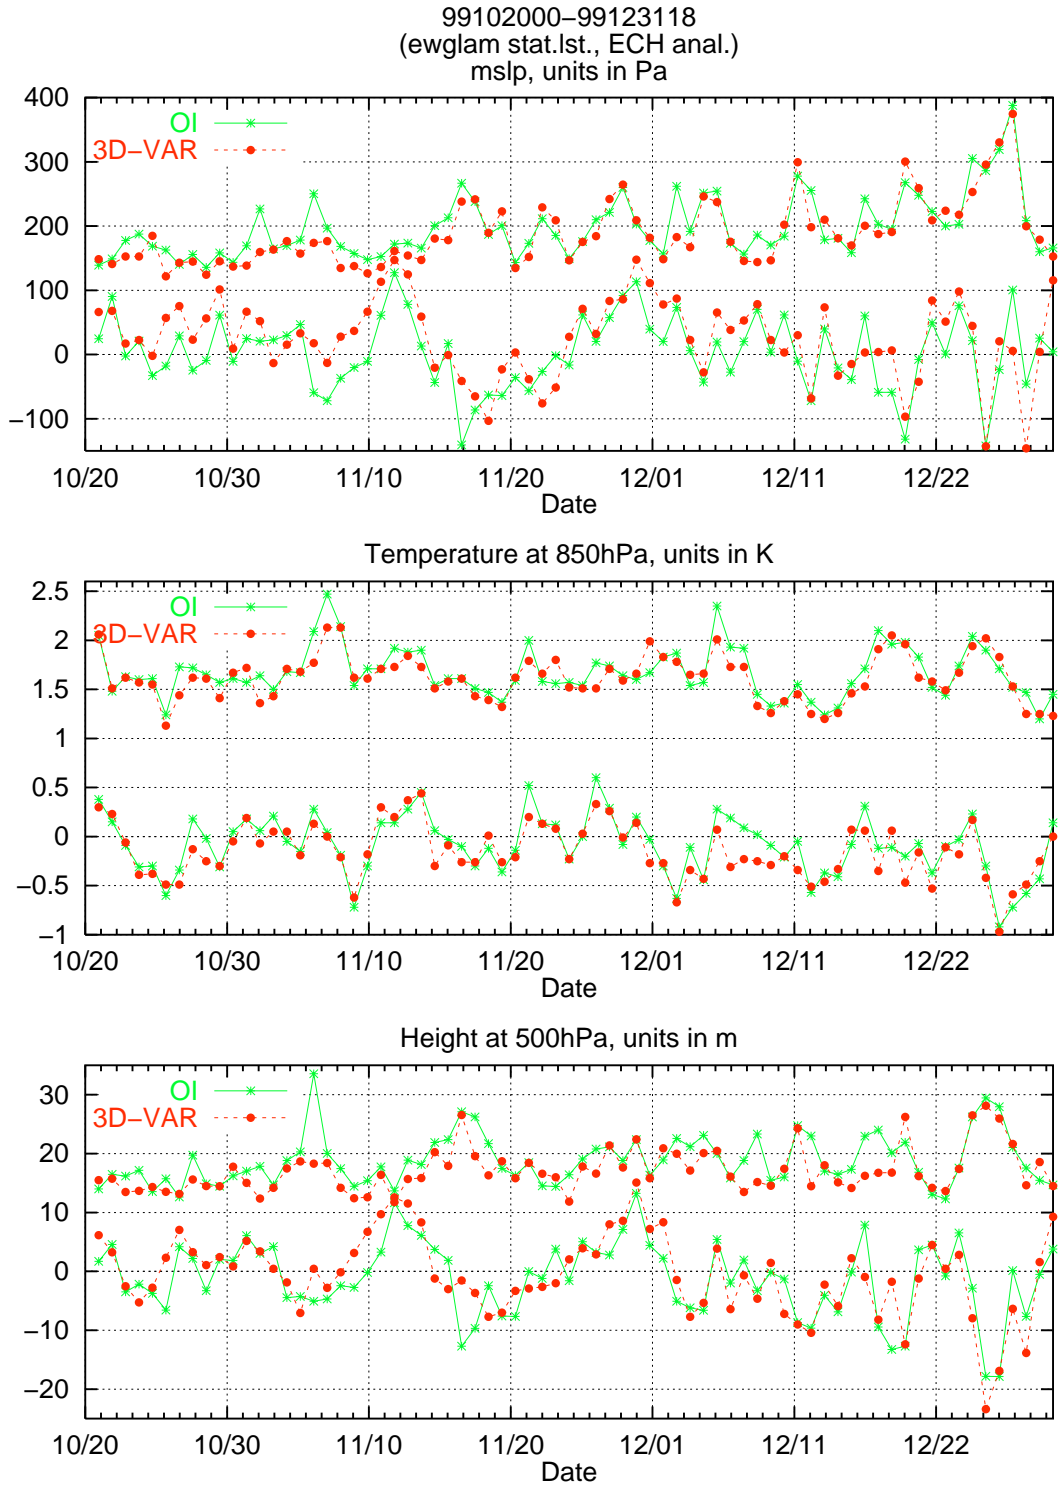 99102000−99123118
(ewglam stat.lst., ECH anal.)
mslp, units in Pa
400
300
200
100
0
−100
OI
3D−VAR
10/20 10/30 11/10 11/20 12/01 12/11 12/22
Date
Temperature at 850hPa, units in K
2.5
2
1.5
1
0.5
0
−0.5
−1
OI
3D−VAR
10/20 10/30 11/10 11/20 12/01 12/11 12/22
Date
Height at 500hPa, units in m
30
20
10
0
−10
−20
OI
3D−VAR
10/20 10/30 11/10 11/20 12/01 12/11 12/22
Date